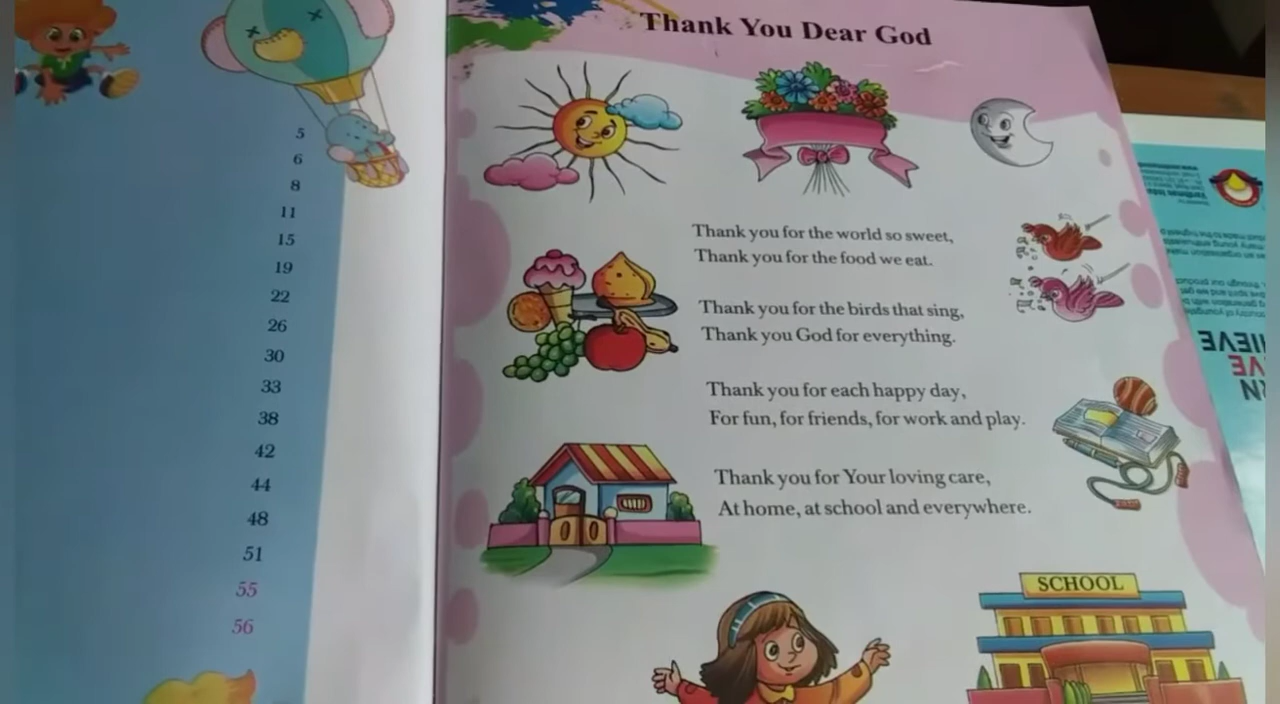 5
6
8
11
15
19
22
26
30
33
38
42
44
48
51
55
56
Thank You Dear God
Thank you for the world so sweet,
Thank you for the food we eat.
Thank you for the birds that sing,
Thank you God for everything.
Thank you for each happy day,
For fun, for friends, for work and play.
Thank you for Your loving care,
At home, at school and everywhere.
SCHOOL